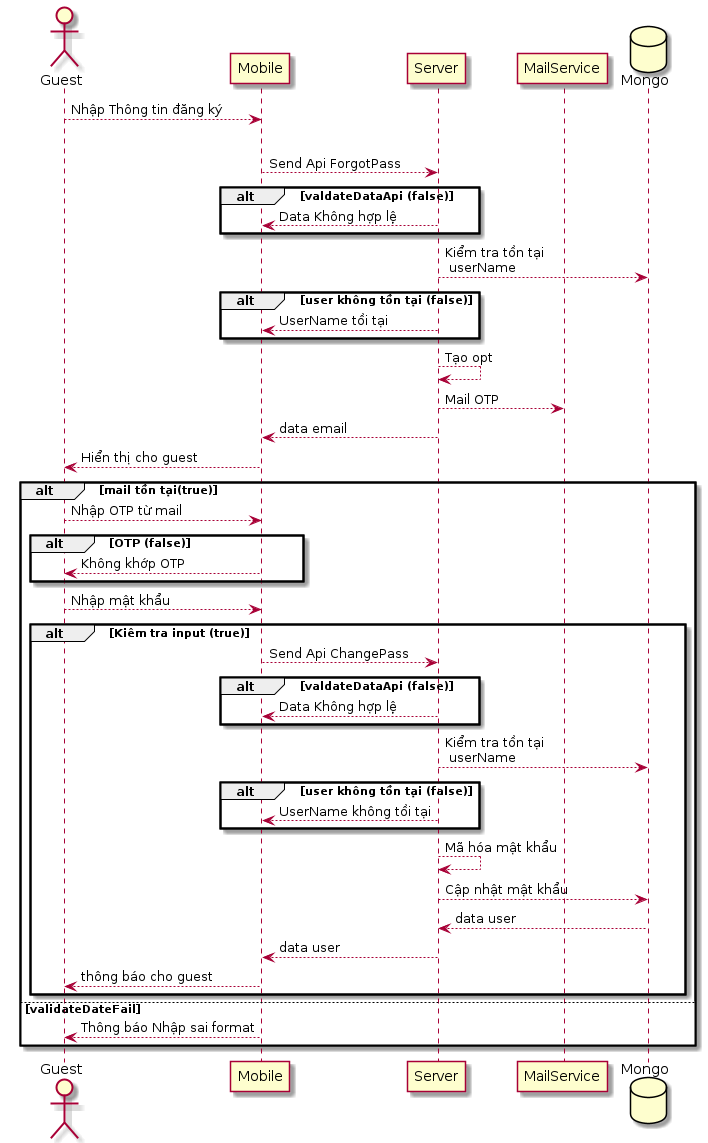 Guest
Mobile
Server
MailService
Mongo
Nhập Thông tin đăng ký
Send Api ForgotPass
alt [valdateDataApi (false)]
Data Không hợp lệ
Kiểm tra tồn tại
userName
alt [user không tồn tại (false)]
UserName tồi tại
Tạo opt
Mail OTP
data email
Hiển thị cho guest
alt [mail tồn tại(true)]
Nhập OTP từ mail
alt [OTP (false)]
Không khớp OTP
Nhập mật khẩu
alt [Kiêm tra input (true)]
Send Api ChangePass
alt [valdateDataApi (false)]
Data Không hợp lệ
Kiểm tra tồn tại
userName
alt [user không tồn tại (false)]
UserName không tồi tại
Mã hóa mật khẩu
Cập nhật mật khẩu
data user
data user
thông báo cho guest
[validateDateFail]
Thông báo Nhập sai format
Guest
Mobile
Server
MailService
Mongo